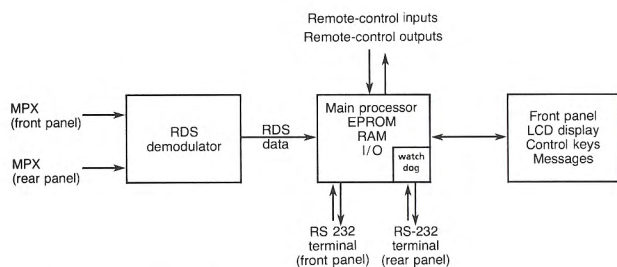 Remote-control inputs
Remote-control outputs
MPX
(front panel)
MPX
(rear panel)
RDS
demodulator
RDS
data
Main processor
EPROM
RAM
I/O
watch
dog
Front panel
LCD display
Control keys
Messages
RS 232
terminal
(front panel)
RS-232
terminal
(rear panel)